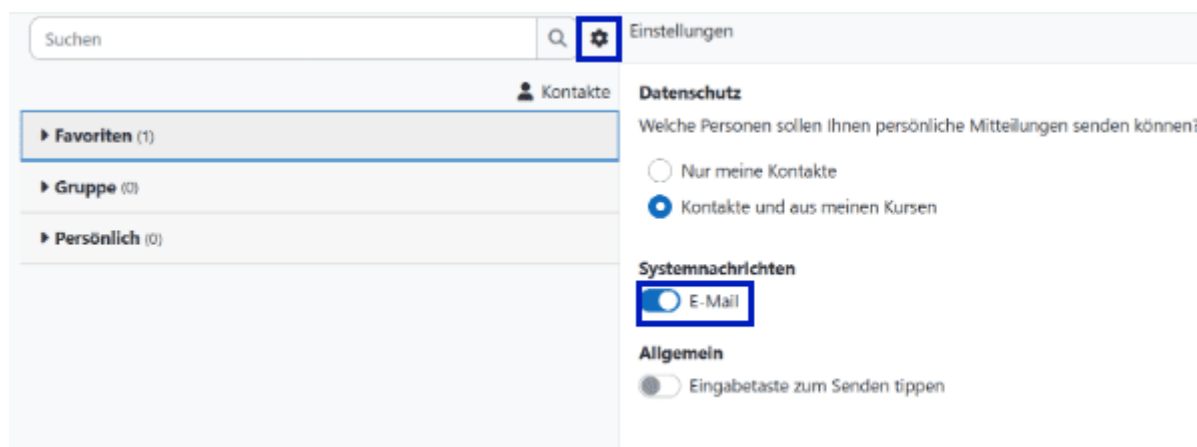 Suchen
Kontakte
Favoriten (1)
Gruppe (0)
Persönlich (0)
Einstellungen
Datenschutz
Welche Personen sollen Ihnen persönliche Mitteilungen senden können?
Nur meine Kontakte
Kontakte und aus meinen Kursen
Systemnachrichten
E-Mail
Allgemein
Eingabetaste zum Senden tippen